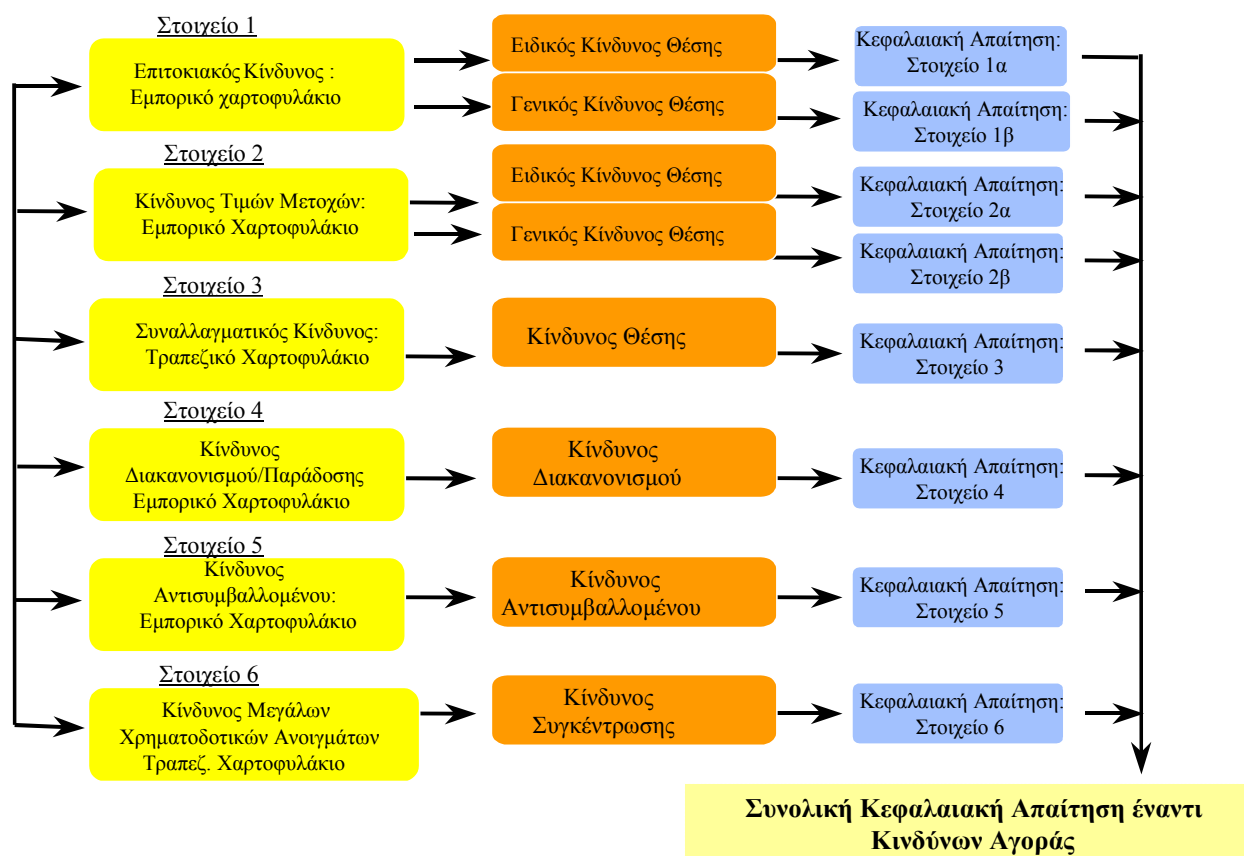 Στοιχείο 1
Επιτοκιακός Κίνδυνος :
Εμπορικό χαρτοφυλάκιο
Ειδικός Κίνδυνος Θέσης
Κεφαλαιακή Απαίτηση:
Στοιχείο 1α
Γενικός Κίνδυνος Θέσης
Κεφαλαιακή Απαίτηση:
Στοιχείο 1β
Στοιχείο 2
Κίνδυνος Τιμών Μετοχών:
Εμπορικό Χαρτοφυλάκιο
Ειδικός Κίνδυνος Θέσης
Κεφαλαιακή Απαίτηση:
Στοιχείο 2α
Γενικός Κίνδυνος Θέσης
Κεφαλαιακή Απαίτηση:
Στοιχείο 2β
Στοιχείο 3
Συναλλαγματικός Κίνδυνος:
Τραπεζικό Χαρτοφυλάκιο
Κίνδυνος Θέσης
Κεφαλαιακή Απαίτηση:
Στοιχείο 3
Στοιχείο 4
Κίνδυνος
Διακανονισμού/Παράδοσης
Εμπορικό Χαρτοφυλάκιο
Κίνδυνος
Διακανονισμού
Κεφαλαιακή Απαίτηση:
Στοιχείο 4
Στοιχείο 5
Κίνδυνος
Αντισυμβαλλομένου:
Εμπορικό Χαρτοφυλάκιο
Κίνδυνος
Αντισυμβαλλομένου
Κεφαλαιακή Απαίτηση:
Στοιχείο 5
Στοιχείο 6
Κίνδυνος Μεγάλων
Χρηματοδοτικών Ανοιγμάτων
Τραπεζ. Χαρτοφυλάκιο
Κίνδυνος
Συγκέντρωσης
Κεφαλαιακή Απαίτηση:
Στοιχείο 6
Συνολική Κεφαλαιακή Απαίτηση έναντι
Κινδύνων Αγοράς